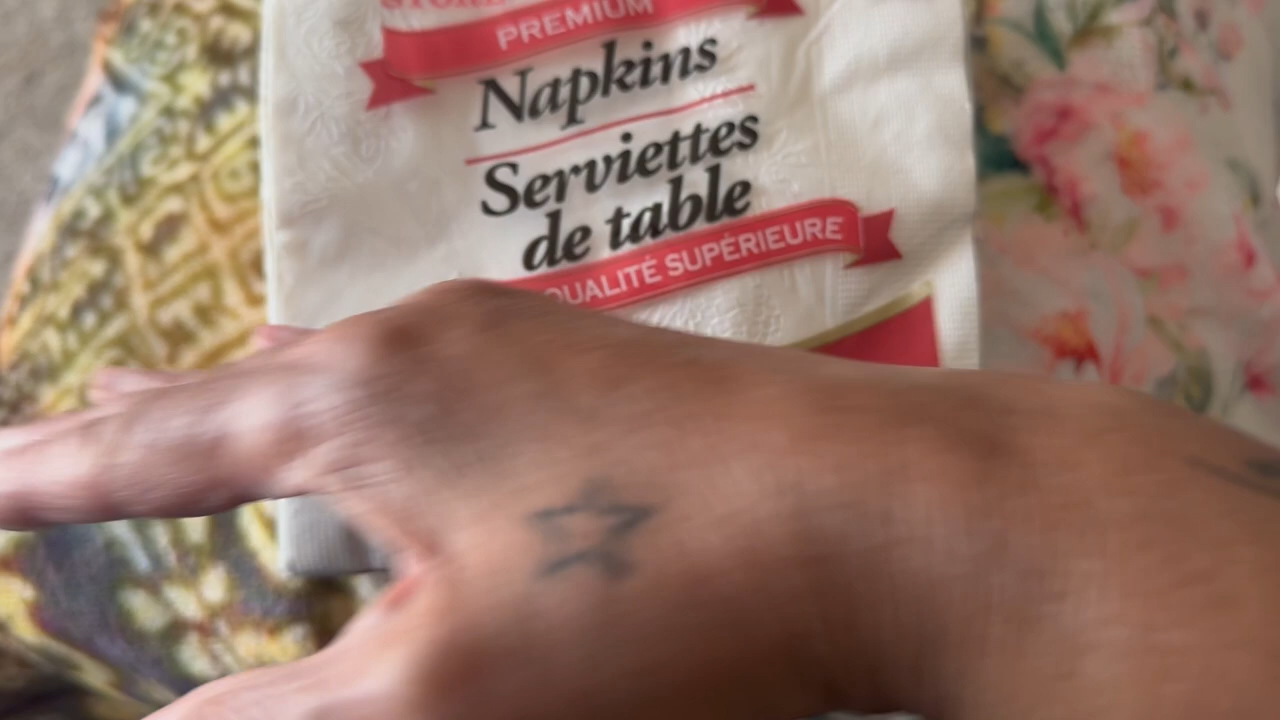 PREMIUM
Napkins
Serviettes
de table
QUALITÉ SUPÉRIEURE